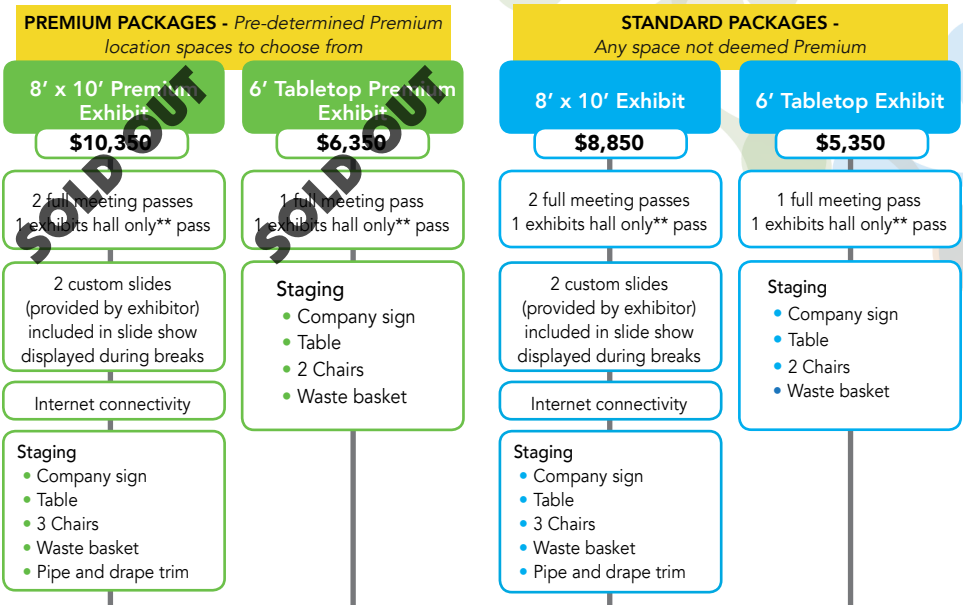 PREMIUM PACKAGES - Pre-determined Premium
location spaces to choose from
8’ x 10’ Premium
Exhibit
$10,350
SOLD OUT
2 full meeting passes
1 exhibits hall only** pass
2 custom slides
(provided by exhibitor)
included in slide show
displayed during breaks
Internet connectivity
Staging
• Company sign
• Table
• 3 Chairs
• Waste basket
• Pipe and drape trim
6’ Tabletop Premium
Exhibit
$6,350
SOLD OUT
1 full meeting pass
1 exhibits hall only** pass
Staging
• Company sign
• Table
• 2 Chairs
• Waste basket
STANDARD PACKAGES -
Any space not deemed Premium
8’ x 10’ Exhibit
$8,850
2 full meeting passes
1 exhibits hall only** pass
2 custom slides
(provided by exhibitor)
included in slide show
displayed during breaks
Internet connectivity
Staging
• Company sign
• Table
• 3 Chairs
• Waste basket
• Pipe and drape trim
6’ Tabletop Exhibit
$5,350
1 full meeting pass
1 exhibits hall only** pass
Staging
• Company sign
• Table
• 2 Chairs
• Waste basket